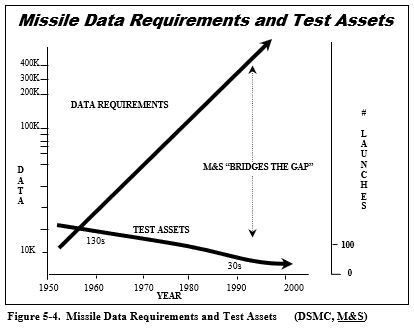 Missile Data Requirements and Test Assets
400K
300K
200K
100K
10K
DATA
DATA REQUIREMENTS
M&S "BRIDGES THE GAP"
TEST ASSETS
130s
30s
# LAUNCHES
100
0
1950 1960 1970 1980 1990 2000
YEAR
Figure 5-4. Missile Data Requirements and Test Assets (DSMC, M&S)